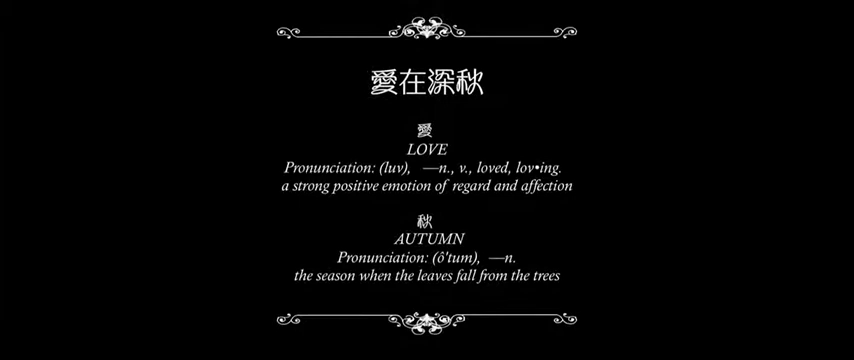 愛在深秋
愛
LOVE
Pronunciation: (luv), —n., v., loved, lov•ing.
a strong positive emotion of regard and affection
秋
AUTUMN
Pronunciation: (ô'tum), —n.
the season when the leaves fall from the trees